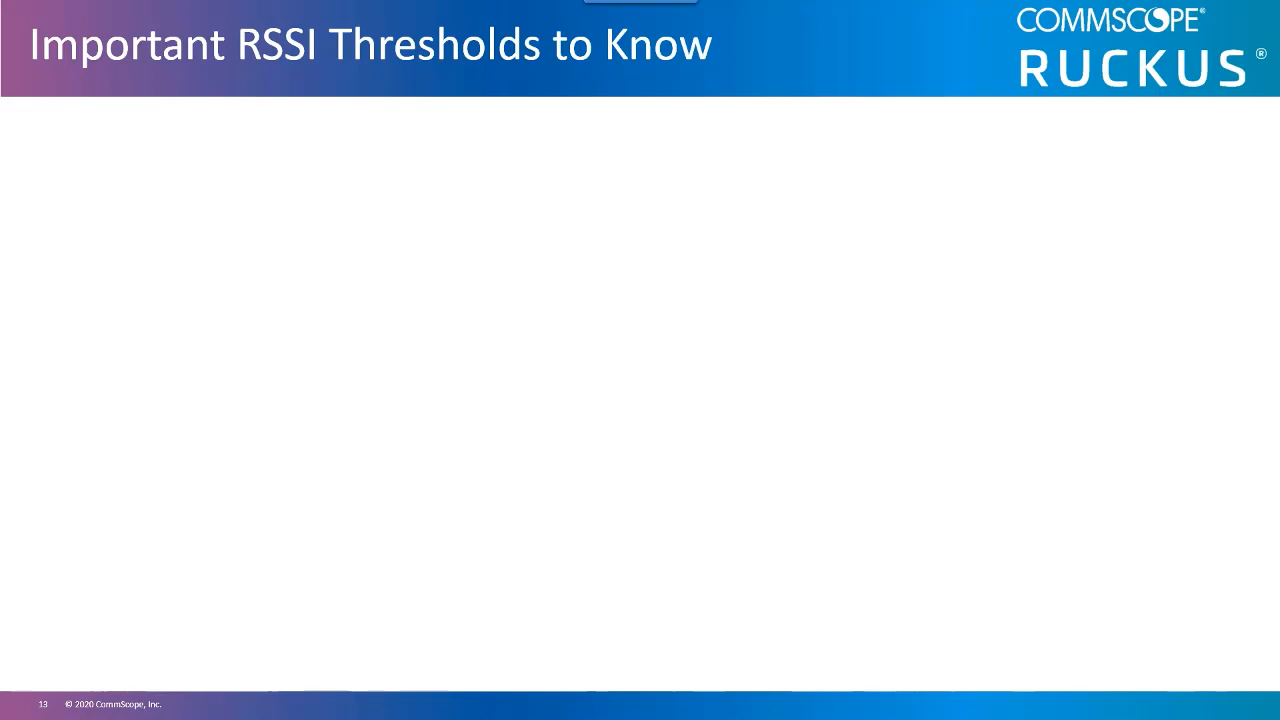 Important RSSI Thresholds to Know
COMMSCOPE®
RUCKUS®
13 © 2020 CommScope, Inc.